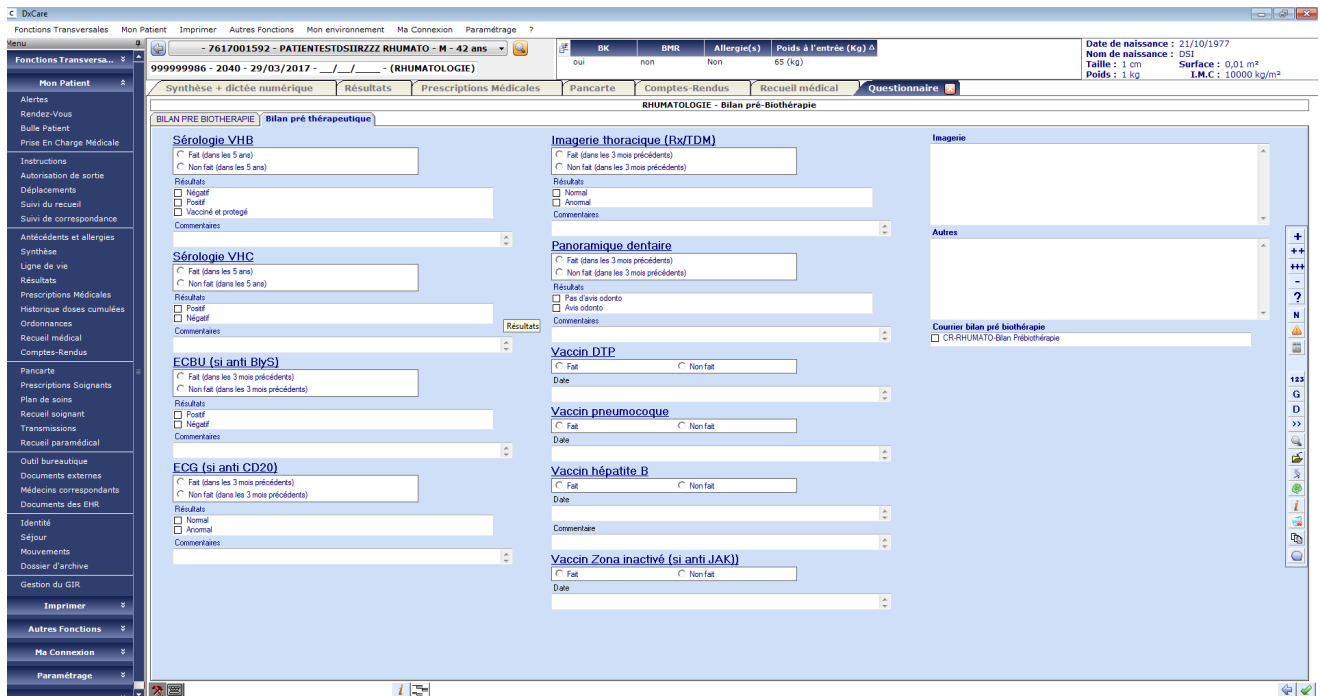 DxCare
Fonctions Transversales Mon Patient Imprimer Autres Fonctions Mon environnement Ma Connexion Paramétrage ?
Menu
Fonctions Transversa...
Mon Patient
Alertes
Rendez-Vous
Bulle Patient
Prise En Charge Médicale
Instructions
Autorisation de sortie
Déplacements
Suivi du recueil
Suivi de correspondance
Antécédents et allergies
Synthèse
Ligne de vie
Résultats
Prescriptions Médicales
Historique doses cumulées
Ordonnances
Recueil médical
Comptes-Rendus
Pancarte
Prescriptions Soignants
Plan de soins
Recueil soignant
Transmissions
Recueil paramédical
Outil bureautique
Documents externes
Médecins correspondants
Documents des EHR
Identité
Séjour
Mouvements
Dossier d'archive
Gestion du GIR
Imprimer
Autres Fonctions
Ma Connexion
Paramétrage
- 7617001592 - PATIENTESTDSIIRZZZ RHUMATO - M - 42 ans
999999986 - 2040 - 29/03/2017 - __/__/____ - (RHUMATOLOGIE)
BK BMR Allergie(s) Poids à l'entrée (Kg)
oui non Non 65 (kg)
Date de naissance : 21/10/1977
Nom de naissance : DSI
Taille : 1 cm Surface : 0,01 m²
Poids : 1 kg I.M.C : 10000 kg/m²
Synthèse + dictée numérique Résultats Prescriptions Médicales Pancarte Comptes-Rendus Recueil médical Questionnaire
RHUMATOLOGIE - Bilan pré-Biothérapie
BILAN PRE BIOTHERAPIE Bilan pré thérapeutique
Sérologie VHB
Fait (dans les 5 ans)
Non fait (dans les 5 ans)
Résultats
Négatif
Positif
Vacciné et protegé
Commentaires
Sérologie VHC
Fait (dans les 5 ans)
Non fait (dans les 5 ans)
Résultats
Positif
Négatif
Commentaires
Résultats
ECBU (si anti BlyS)
Fait (dans les 3 mois précédents)
Non fait (dans les 3 mois précédents)
Résultats
Positif
Négatif
Commentaires
ECG (si anti CD20)
Fait (dans les 3 mois précédents)
Non fait (dans les 3 mois précédents)
Résultats
Normal
Anormal
Commentaires
Imagerie thoracique (Rx/TDM)
Fait (dans les 3 mois précédents)
Non fait (dans les 3 mois précédents)
Résultats
Normal
Anormal
Commentaires
Panoramique dentaire
Fait (dans les 3 mois précédents)
Non fait (dans les 3 mois précédents)
Résultats
Pas d'avis odonto
Avis odonto
Commentaires
Vaccin DTP
Fait Non fait
Date
Vaccin pneumocoque
Fait Non fait
Date
Vaccin hépatite B
Fait Non fait
Date
Commentaire
Vaccin Zona inactivé (si anti JAK))
Fait Non fait
Date
Imagerie
Autres
Courrier bilan pré biothérapie
CR-RHUMATO-Bilan Prébiothérapie
+
++
+++
-
?
N
123
G
D
>>
i
i